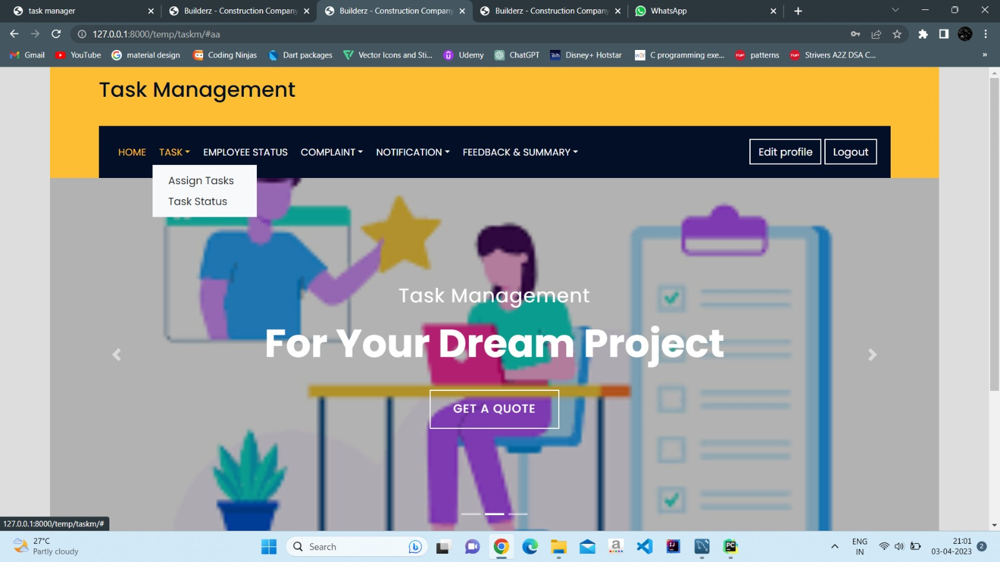 task manager
Builderz - Construction Company
Builderz - Construction Company
Builderz - Construction Company
WhatsApp
127.0.0.1:8000/temp/taskm/#aa
Gmail
YouTube
material design
Coding Ninjas
Dart packages
Vector Icons and Sti...
Udemy
ChatGPT
Disney+ Hotstar
C programming exe...
patterns
Strivers A2Z DSA C...
»
Task Management
HOME
TASK
EMPLOYEE STATUS
COMPLAINT
NOTIFICATION
FEEDBACK & SUMMARY
Edit profile
Logout
Assign Tasks
Task Status
Task Management
For Your Dream Project
GET A QUOTE
127.0.0.1:8000/temp/taskm/#
27°C
Partly cloudy
Search
ENG
IN
21:01
03-04-2023
2